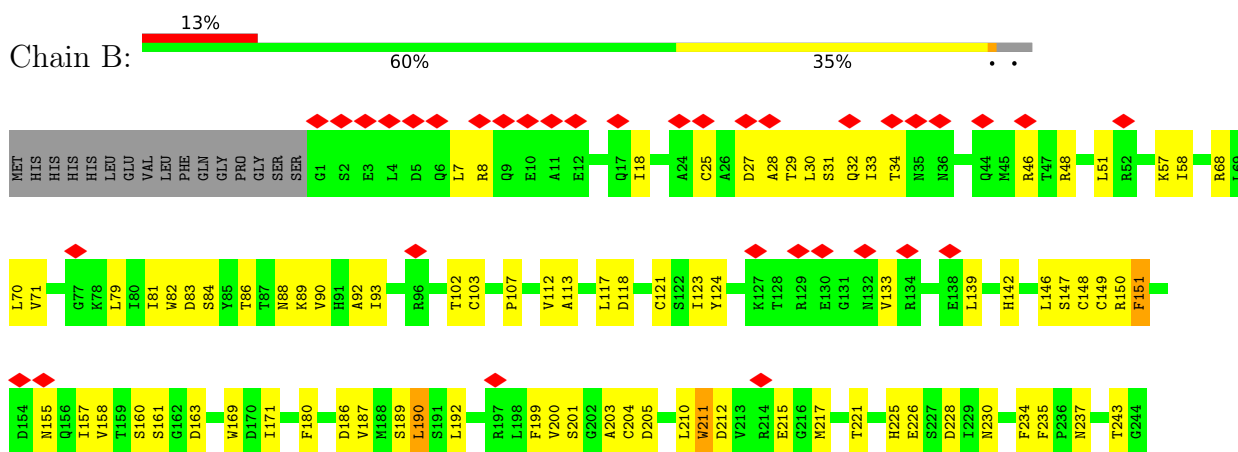 13%
Chain B:
60% 35% • •
MET HIS HIS HIS HIS LEU GLU VAL LEU PHE GLN GLY PRO GLY SER SER G1 S2 E3 L4 D5 Q6 L7 R8 Q9 E10 A11 E12 Q17 I18 A24 C25 A26 D27 A28 T29 L30 S31 Q32 I33 T34 N35 N36 Q44 M45 R46 T47 R48 L51 R52 K57 I58 R68 L69
L70 V71 G77 K78 L79 I80 I81 W82 D83 S84 Y85 T86 T87 N88 K89 V90 H91 A92 I93 R96 T102 C103 P107 V112 A113 L117 D118 C121 S122 I123 Y124 K127 T128 R129 E130 G131 N132 V133 R134 E138 L139 H142 L146 S147 C148 C149 R150 F151
D154 N155 Q156 I157 V158 T159 S160 S161 G162 D163 W169 D170 I171 F180 D186 V187 M188 S189 L190 S191 L192 R197 L198 F199 V200 S201 G202 A203 C204 D205 L210 W211 D212 V213 R214 E215 G216 M217 T221 H225 E226 S227 D228 I229 N230 F234 F235 P236 N237 T243 G244